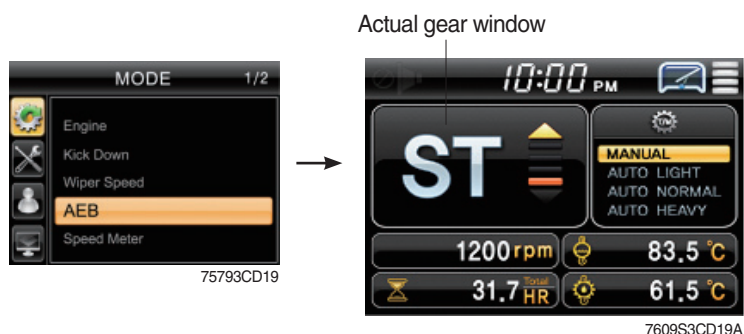 Actual gear window
MODE 1/2
Engine
Kick Down
Wiper Speed
AEB
Speed Meter
75793CD19
10:00 PM
ST
T/M
MANUAL
AUTO LIGHT
AUTO NORMAL
AUTO HEAVY
1200 rpm
83.5 ℃
31.7 Total HR
61.5 ℃
7609S3CD19A